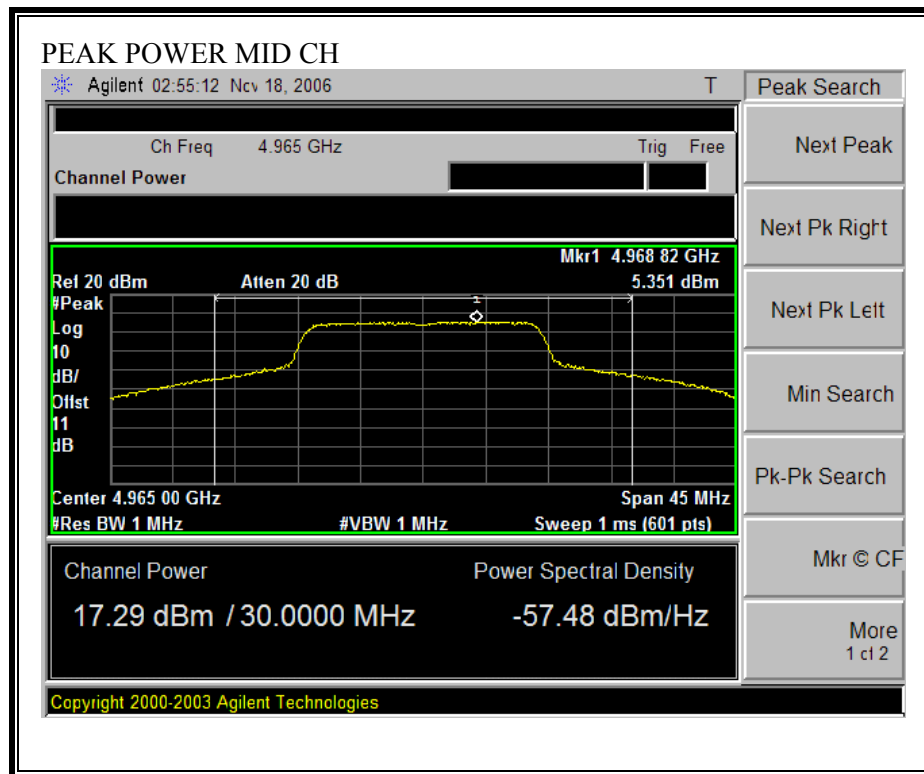 PEAK POWER MID CH
Agilent 02:55:12 Nov 18, 2006 T
Peak Search
Ch Freq 4.965 GHz Trig Free
Channel Power
Next Peak
Next Pk Right
Mkr1 4.968 82 GHz
Ref 20 dBm Atten 20 dB 5.351 dBm
#Peak
Log
10
dB/
Offst
11
dB
1
Next Pk Left
Min Search
Pk-Pk Search
Center 4.965 00 GHz Span 45 MHz
#Res BW 1 MHz #VBW 1 MHz Sweep 1 ms (601 pts)
Channel Power Power Spectral Density
17.29 dBm / 30.0000 MHz -57.48 dBm/Hz
Mkr © CF
More
1 of 2
Copyright 2000-2003 Agilent Technologies